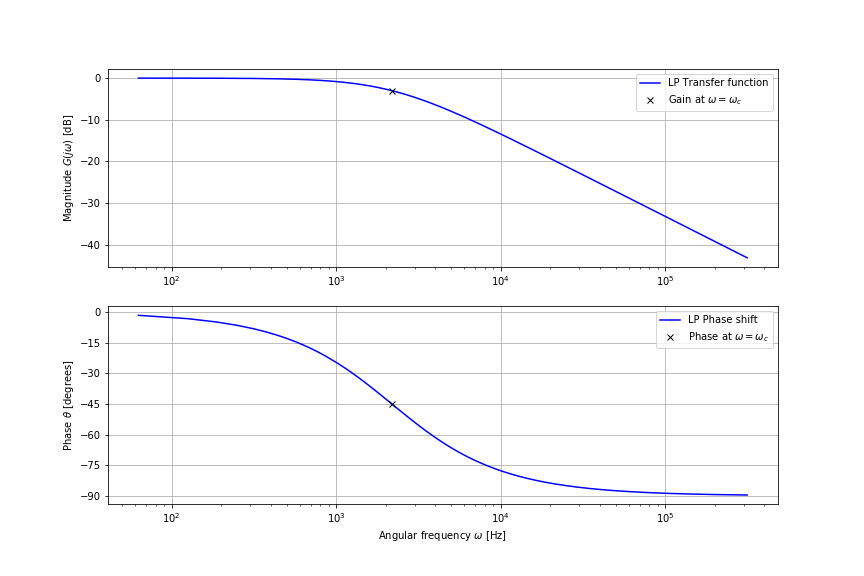 0
−10
−20
−30
−40
Magnitude G(jω) [dB]
LP Transfer function
Gain at ω = ω_c
10²
10³
10⁴
10⁵
0
−15
−30
−45
−60
−75
−90
Phase θ [degrees]
LP Phase shift
Phase at ω = ω_c
10²
10³
10⁴
10⁵
Angular frequency ω [Hz]